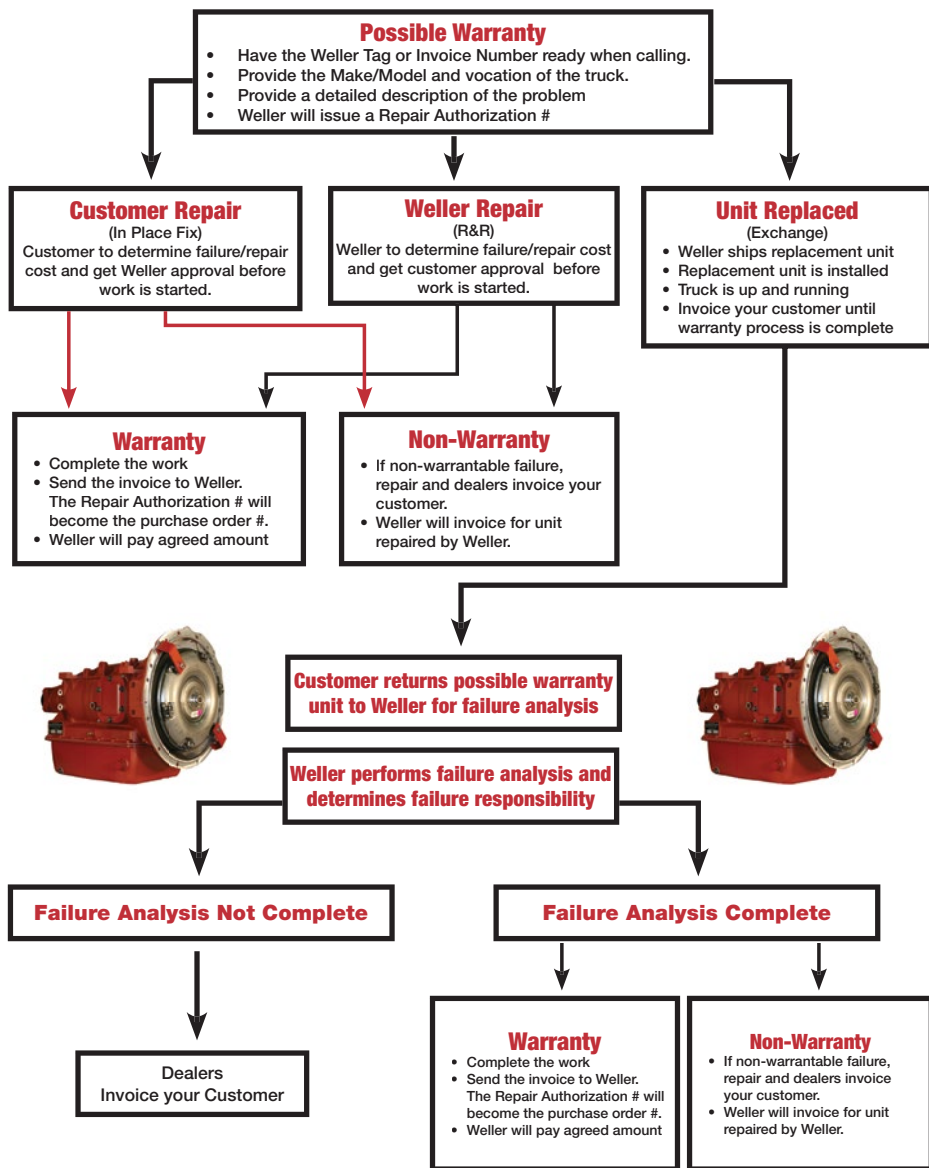 Possible Warranty
• Have the Weller Tag or Invoice Number ready when calling.
• Provide the Make/Model and vocation of the truck.
• Provide a detailed description of the problem
• Weller will issue a Repair Authorization #
Customer Repair
(In Place Fix)
Customer to determine failure/repair
cost and get Weller approval before
work is started.
Weller Repair
(R&R)
Weller to determine failure/repair cost
and get customer approval before
work is started.
Unit Replaced
(Exchange)
• Weller ships replacement unit
• Replacement unit is installed
• Truck is up and running
• Invoice your customer until
warranty process is complete
Warranty
• Complete the work
• Send the invoice to Weller.
The Repair Authorization # will
become the purchase order #.
• Weller will pay agreed amount
Non-Warranty
• If non-warrantable failure,
repair and dealers invoice your
customer.
• Weller will invoice for unit
repaired by Weller.
Customer returns possible warranty
unit to Weller for failure analysis
Weller performs failure analysis and
determines failure responsibility
Failure Analysis Not Complete
Failure Analysis Complete
Dealers
Invoice your Customer
Warranty
• Complete the work
• Send the invoice to Weller.
The Repair Authorization # will
become the purchase order #.
• Weller will pay agreed amount
Non-Warranty
• If non-warrantable failure,
repair and dealers invoice
your customer.
• Weller will invoice for unit
repaired by Weller.